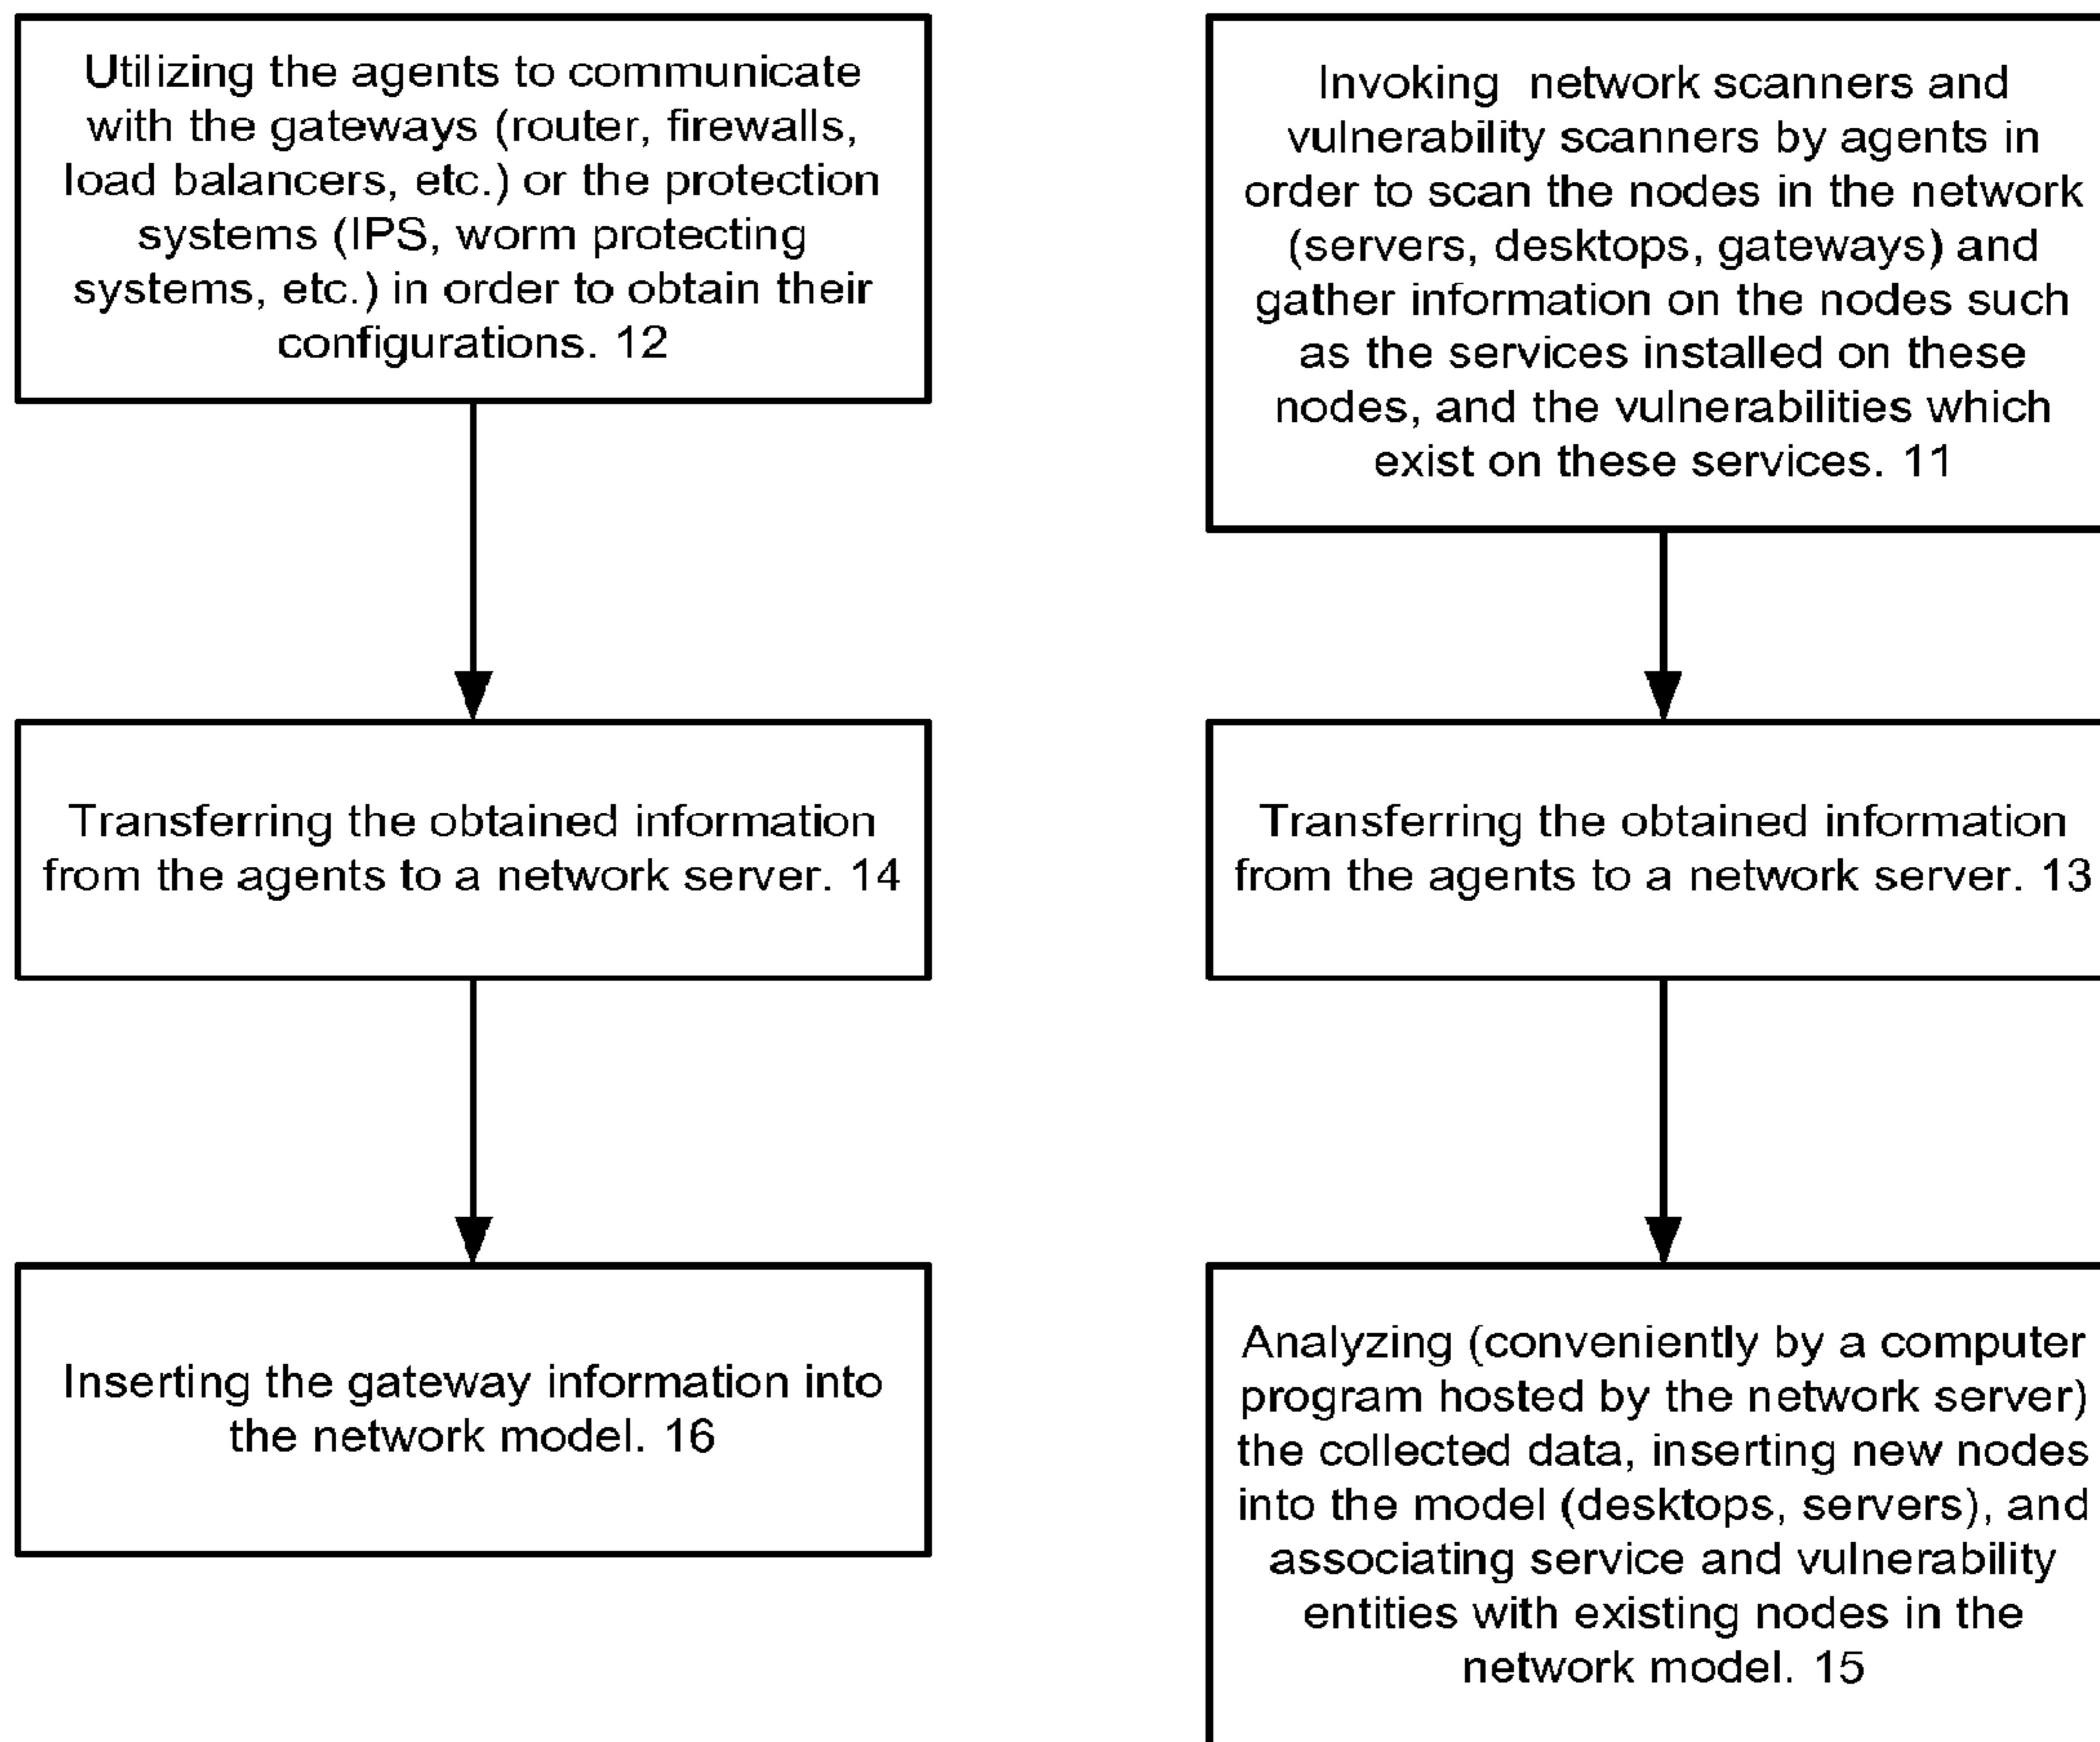 Utilizing the agents to communicate
with the gateways (router, firewalls,
load balancers, etc.) or the protection
systems (IPS, worm protecting
systems, etc.) in order to obtain their
configurations. 12
Transferring the obtained information
from the agents to a network server. 14
Inserting the gateway information into
the network model. 16
Invoking network scanners and
vulnerability scanners by agents in
order to scan the nodes in the network
(servers, desktops, gateways) and
gather information on the nodes such
as the services installed on these
nodes, and the vulnerabilities which
exist on these services. 11
Transferring the obtained information
from the agents to a network server. 13
Analyzing (conveniently by a computer
program hosted by the network server)
the collected data, inserting new nodes
into the model (desktops, servers), and
associating service and vulnerability
entities with existing nodes in the
network model. 15